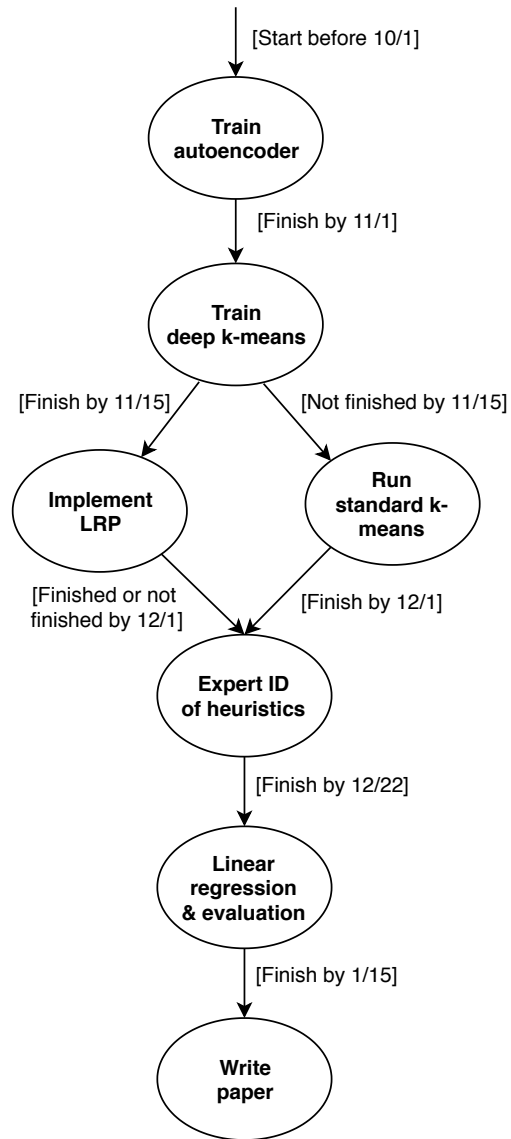 [Start before 10/1]
Train
autoencoder
[Finish by 11/1]
Train
deep k-means
[Finish by 11/15]
[Not finished by 11/15]
Implement
LRP
Run
standard k-
means
[Finished or not
finished by 12/1]
[Finish by 12/1]
Expert ID
of heuristics
[Finish by 12/22]
Linear
regression
& evaluation
[Finish by 1/15]
Write
paper